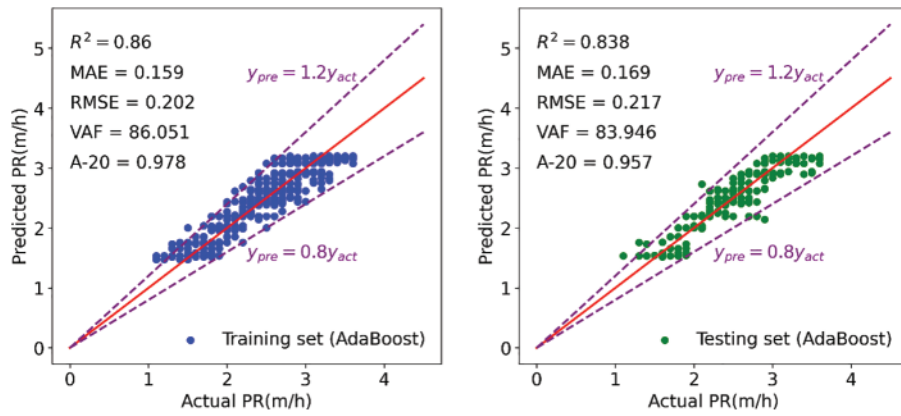 R² = 0.86
MAE = 0.159
RMSE = 0.202
VAF = 86.051
A-20 = 0.978
y_pre = 1.2y_act
y_pre = 0.8y_act
Training set (AdaBoost)
Predicted PR(m/h)
5
4
3
2
1
0
0 1 2 3 4
Actual PR(m/h)
R² = 0.838
MAE = 0.169
RMSE = 0.217
VAF = 83.946
A-20 = 0.957
y_pre = 1.2y_act
y_pre = 0.8y_act
Testing set (AdaBoost)
Predicted PR(m/h)
5
4
3
2
1
0
0 1 2 3 4
Actual PR(m/h)